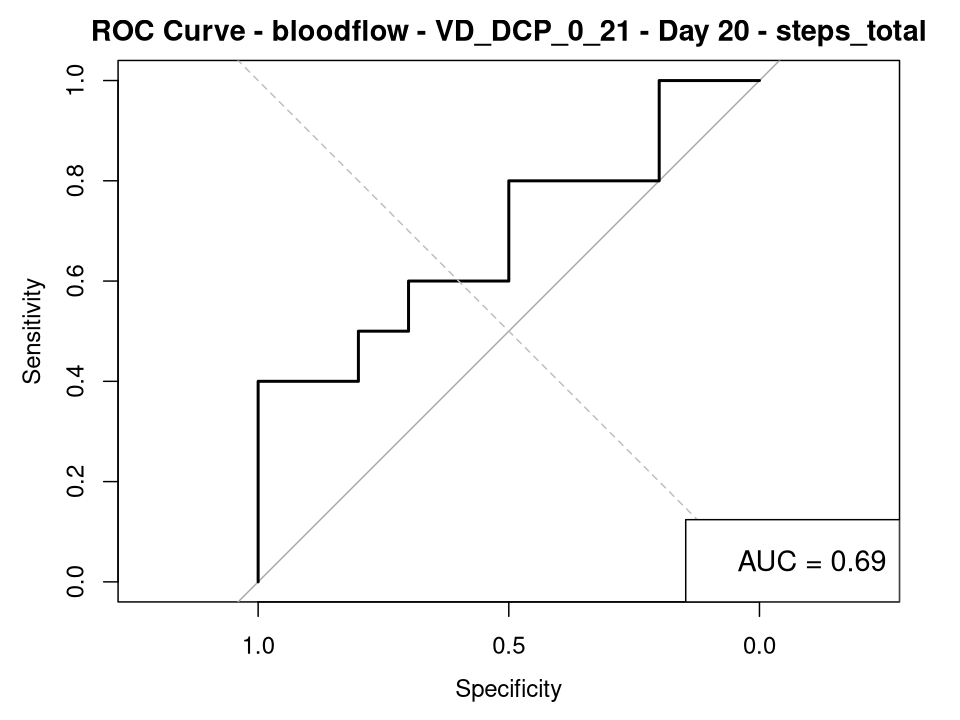 ROC Curve - bloodflow - VD_DCP_0_21 - Day 20 - steps_total
Sensitivity
1.0
0.8
0.6
0.4
0.2
0.0
AUC = 0.69
1.0 0.5 0.0
Specificity